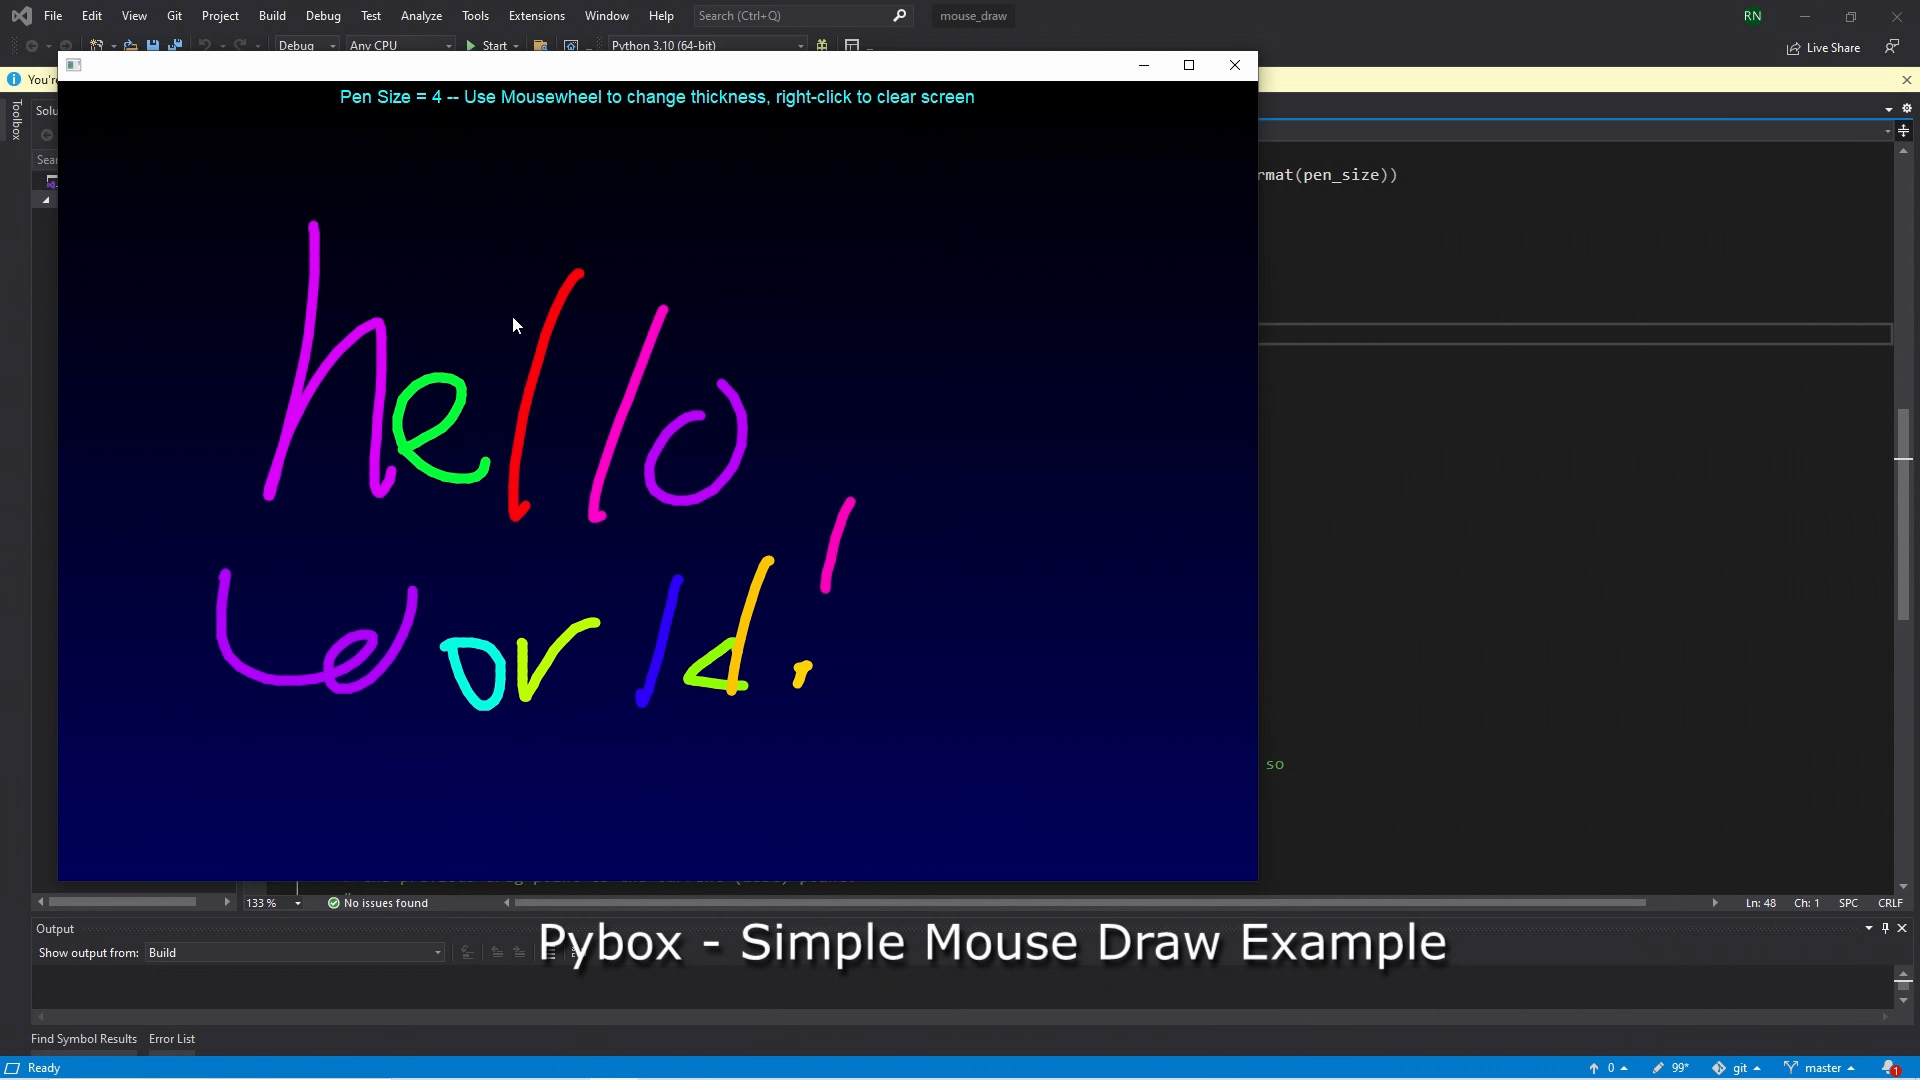 File Edit View Git Project Build Debug Test Analyze Tools Extensions Window Help Search (Ctrl+Q) mouse_draw RN
Debug Any CPU Start Python 3.10 (64-bit) Live Share
You're
Toolbox
Solu
Sear
Pen Size = 4 -- Use Mousewheel to change thickness, right-click to clear screen
rmat(pen_size))
hello
world!
so
133 % No issues found Ln: 48 Ch: 1 SPC CRLF
Output
Show output from: Build
Pybox - Simple Mouse Draw Example
Find Symbol Results Error List
Ready 0 99* git master 1